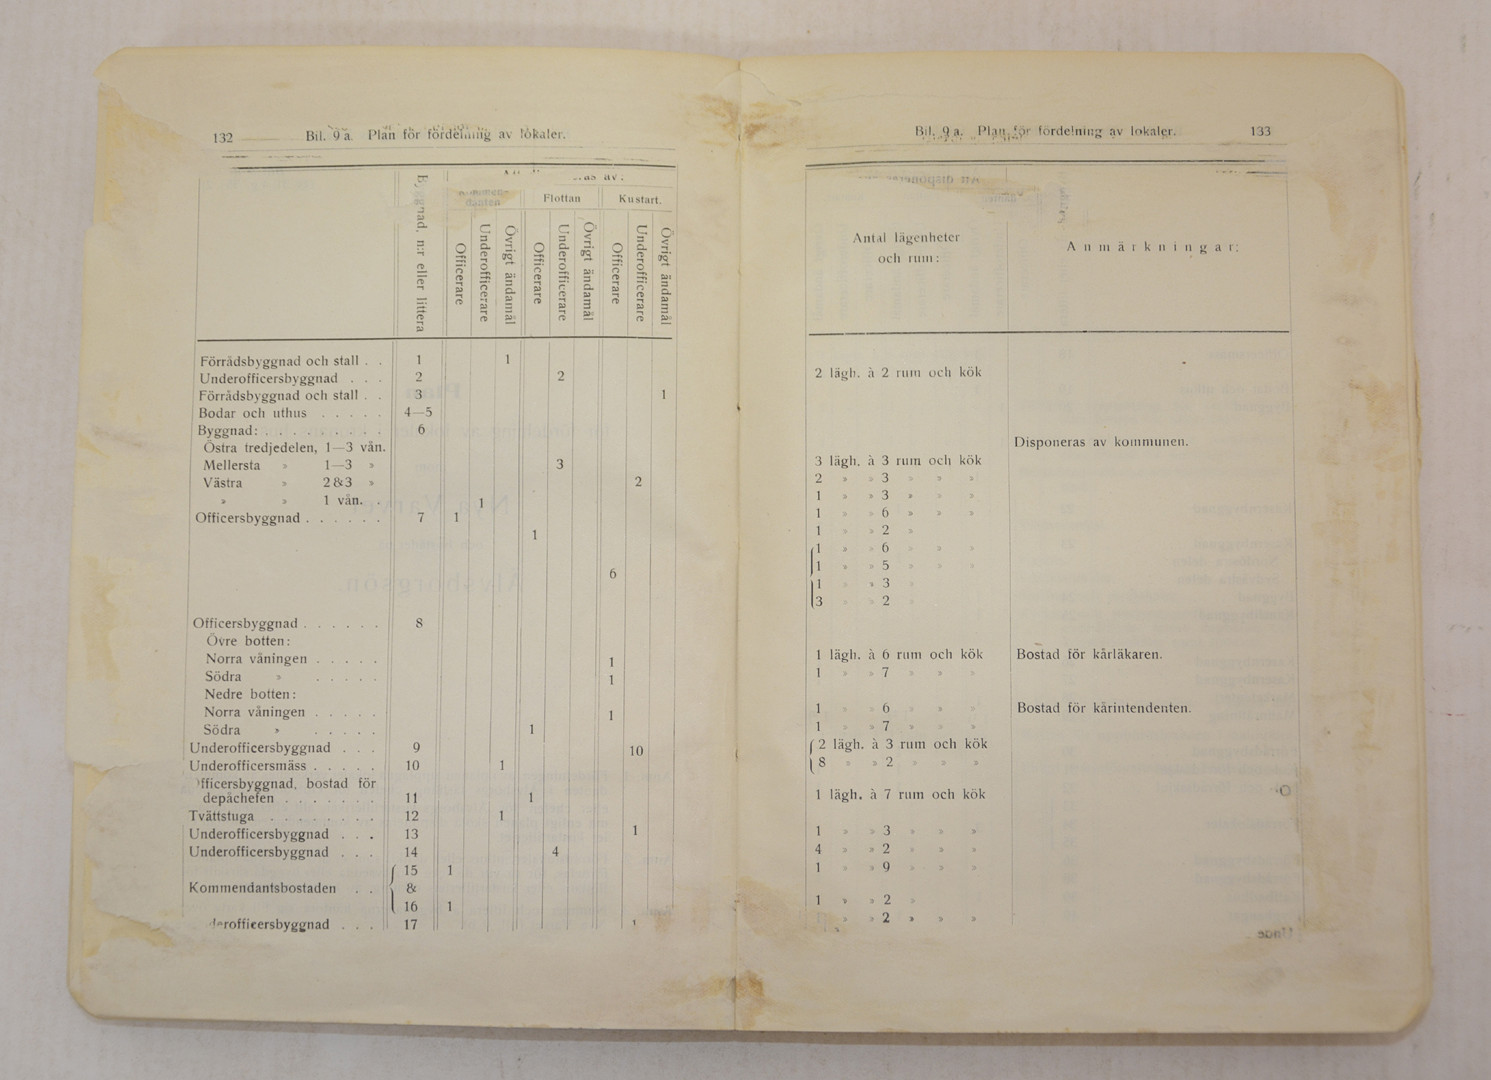 132 Bil. 9 a. Plan för fördelning av lokaler.
Byggnad, n:r eller littera
Flottan Kustart.
Officerare Underofficerare Övrigt ändamål Officerare Underofficerare Övrigt ändamål Officerare Underofficerare Övrigt ändamål
Förrådsbyggnad och stall . . 1 1
Underofficersbyggnad . . . 2 2
Förrådsbyggnad och stall . . 3 1
Bodar och uthus . . . . . 4—5
Byggnad: . . . . . . . . . 6
Östra tredjedelen, 1—3 vån.
Mellersta » 1—3 » 3
Västra » 2 & 3 » 2
» » 1 vån. . 1
Officersbyggnad . . . . . . 7 1
1
6
Officersbyggnad . . . . . . 8
Övre botten:
Norra våningen . . . . . 1
Södra » . . . . . 1
Nedre botten:
Norra våningen . . . . . 1
Södra » . . . . . 1
Underofficersbyggnad . . . 9 10
Underofficersmäss . . . . . 10 1
fficersbyggnad, bostad för
depåchefen . . . . . . . 11 1
Tvättstuga . . . . . . . . 12 1
Underofficersbyggnad . . . 13 1
Underofficersbyggnad . . . 14 4
15 1
Kommendantsbostaden . . &
16 1
erofficersbyggnad . . . 17 1
Bil. 9 a. Plan för fördelning av lokaler. 133
Antal lägenheter
och rum:
Anmärkningar:
2 lägh. à 2 rum och kök
Disponeras av kommunen.
3 lägh. à 3 rum och kök
2 » » 3 » » »
1 » » 3 » » »
1 » » 6 » » »
1 » » 2 »
1 » » 6 » » »
1 » » 5 » » »
1 » » 3 »
3 » » 2 »
1 lägh. à 6 rum och kök Bostad för kårläkaren.
1 » » 7 » » »
1 » » 6 » » » Bostad för kårintendenten.
1 » » 7 » » »
2 lägh. à 3 rum och kök
8 » » 2 » » »
1 lägh. à 7 rum och kök
1 » » 3 » » »
4 » » 2 » » »
1 » » 9 » » »
1 » » 2 »
1 » » 2 » » »